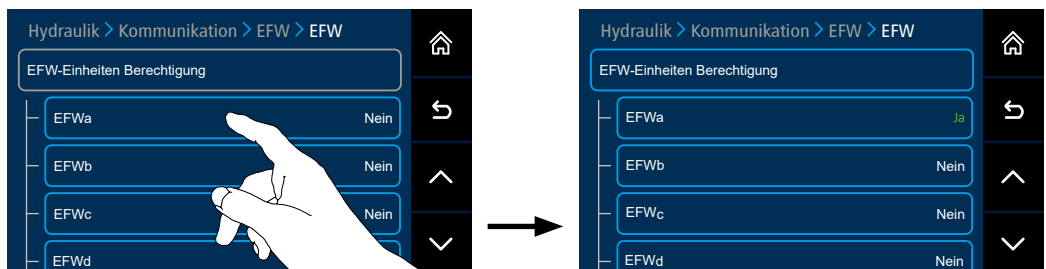 Hydraulik > Kommunikation > EFW > EFW
EFW-Einheiten Berechtigung
EFWa Nein
EFWb Nein
EFWc Nein
EFWd
Hydraulik > Kommunikation > EFW > EFW
EFW-Einheiten Berechtigung
EFWa Ja
EFWb Nein
EFWc Nein
EFWd Nein